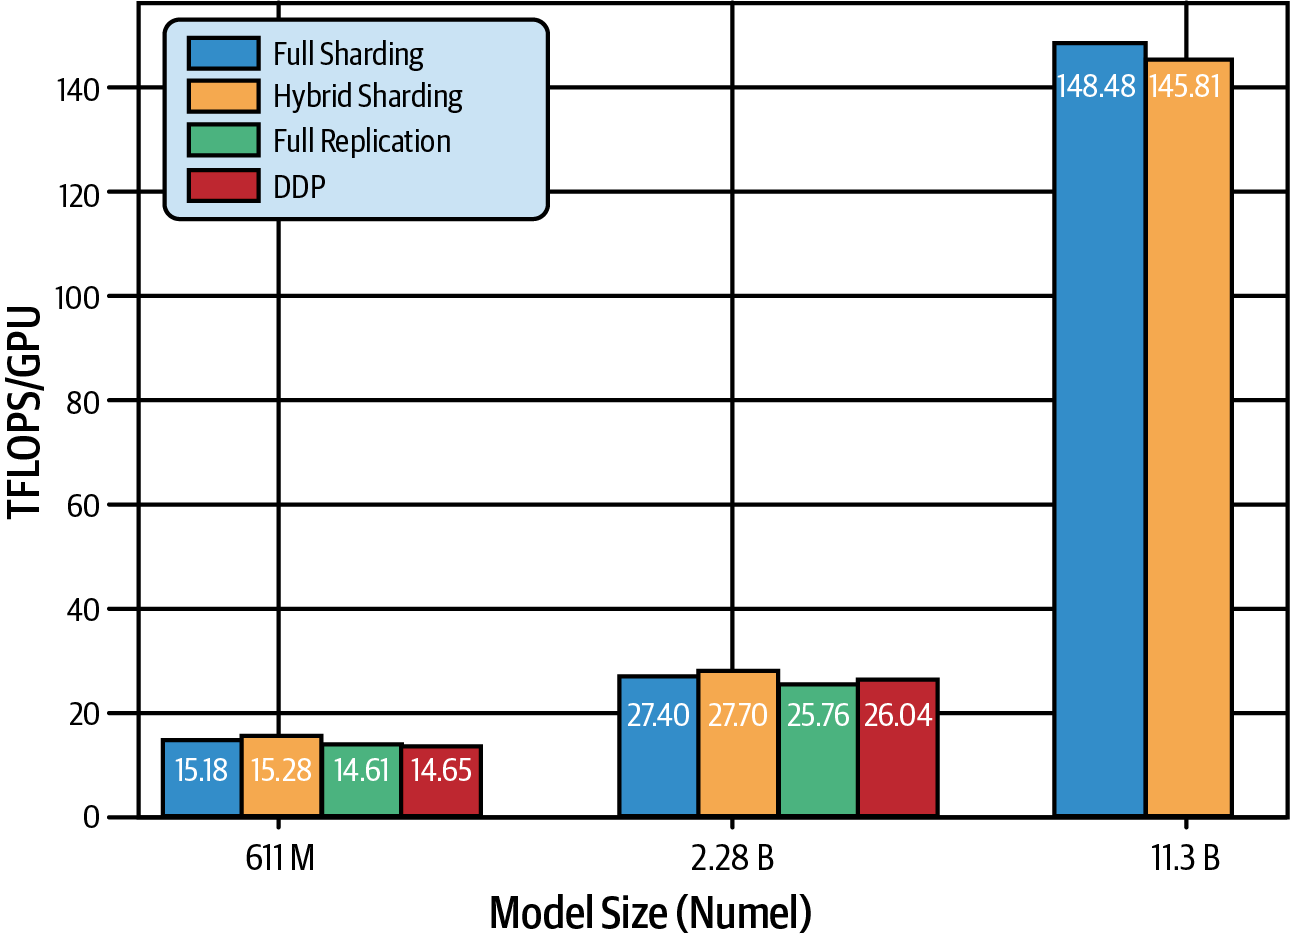 Full Sharding
Hybrid Sharding
Full Replication
DDP
TFLOPS/GPU
140
120
100
80
60
40
20
0
15.18 15.28 14.61 14.65
27.40 27.70 25.76 26.04
148.48 145.81
611 M 2.28 B 11.3 B
Model Size (Numel)